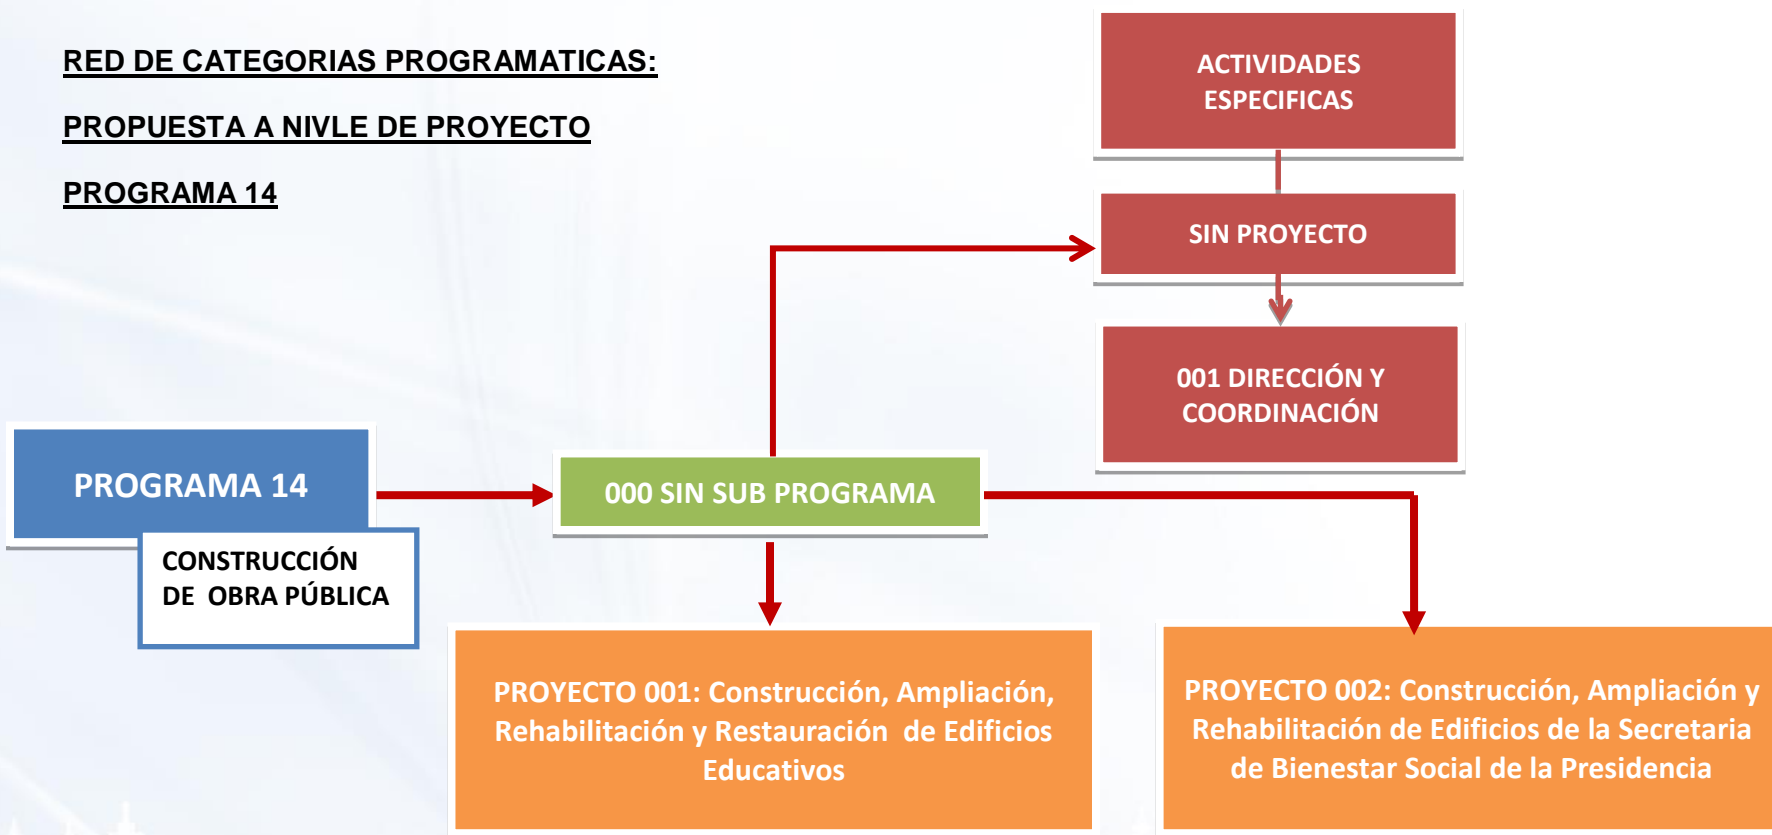 RED DE CATEGORIAS PROGRAMATICAS:
PROPUESTA A NIVLE DE PROYECTO
PROGRAMA 14
ACTIVIDADES
ESPECIFICAS
SIN PROYECTO
001 DIRECCIÓN Y
COORDINACIÓN
PROGRAMA 14
CONSTRUCCIÓN
DE OBRA PÚBLICA
000 SIN SUB PROGRAMA
PROYECTO 001: Construcción, Ampliación,
Rehabilitación y Restauración de Edificios
Educativos
PROYECTO 002: Construcción, Ampliación y
Rehabilitación de Edificios de la Secretaria
de Bienestar Social de la Presidencia